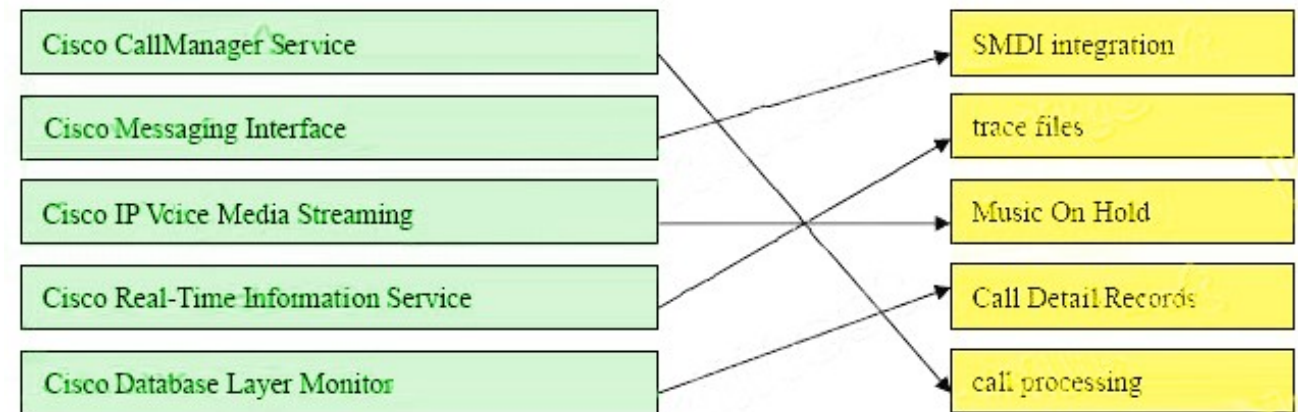 Cisco CallManager Service
SMDI integration
Cisco Messaging Interface
trace files
Cisco IP Vcice Media Streaming
Music On Hold
Cisco Real-Time Information Service
Call Detail Records
Cisco Database Layer Monitor
call processing